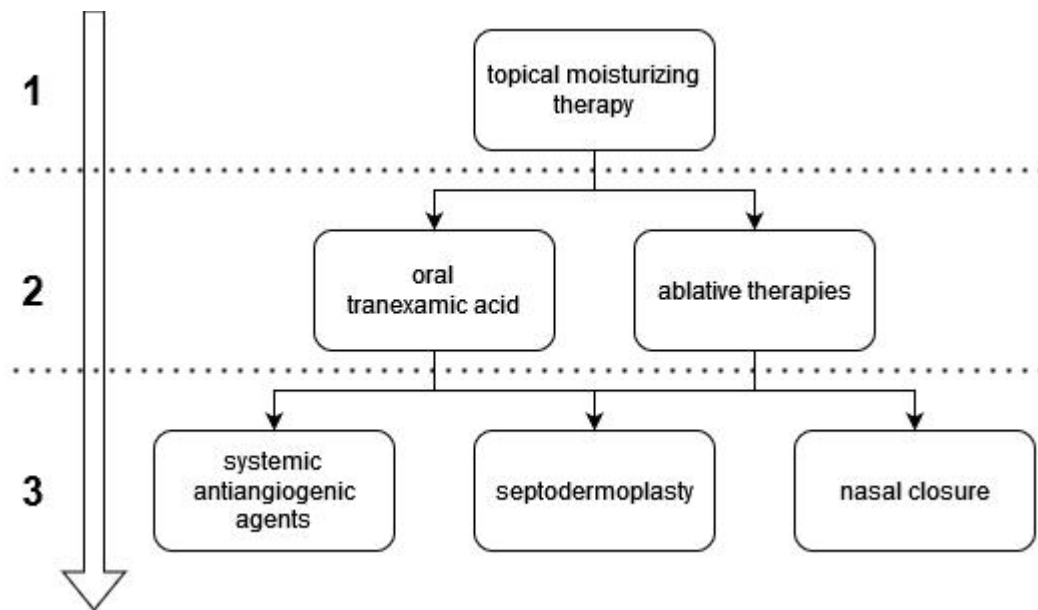 1
topical moisturizing
therapy
2
oral
tranexamic acid
ablative therapies
3
systemic
antiangiogenic
agents
septodermoplasty
nasal closure